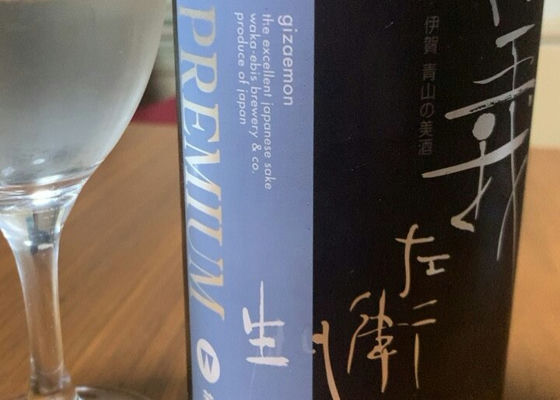 gizaemon
the excellent japanese sake
waka-ebis brewery & co.
produce of japan
PREMIUM
伊賀 青山の美酒
義
左衛
生